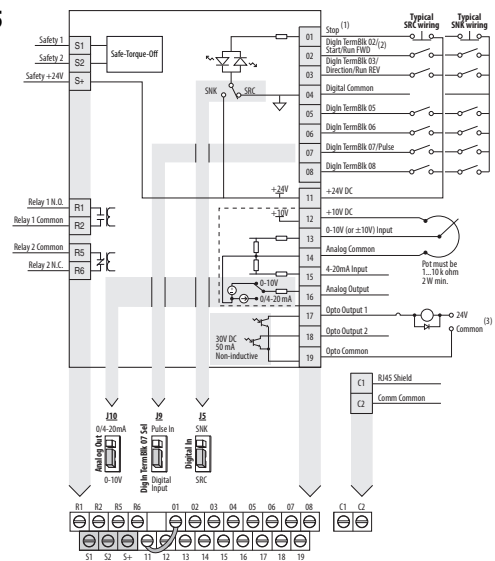 5
Typical
SRC wiring
Typical
SNK wiring
Safety 1
S1
Safety 2
S2
Safety +24V
S+
Safe-Torque-Off
SNK
SRC
01
Stop (1)
02
DigIn TermBlk 02/(2)
Start/Run FWD
03
DigIn TermBlk 03/
Direction/Run REV
04
Digital Common
05
DigIn TermBlk 05
06
DigIn TermBlk 06
07
DigIn TermBlk 07/Pulse
08
DigIn TermBlk 08
+24V
11
+24V DC
+10V
12
+10V DC
13
0-10V (or ±10V) Input
14
Analog Common
15
4-20mA Input
16
Analog Output
Pot must be
1...10 k ohm
2 W min.
Relay 1 N.O.
R1
Relay 1 Common
R2
Relay 2 Common
R5
Relay 2 N.C.
R6
0-10V
0/4-20 mA
30V DC
50 mA
Non-inductive
17
Opto Output 1
18
Opto Output 2
19
Opto Common
24V
Common (3)
C1
RJ45 Shield
C2
Comm Common
J10
0/4-20mA
Analog Out
0-10V
J9
Pulse In
DigIn TermBlk 07 Sel
Digital
Input
J5
SNK
Digital In
SRC
R1 R2 R5 R6 01 02 03 04 05 06 07 08 C1 C2
S1 S2 S+ 11 12 13 14 15 16 17 18 19